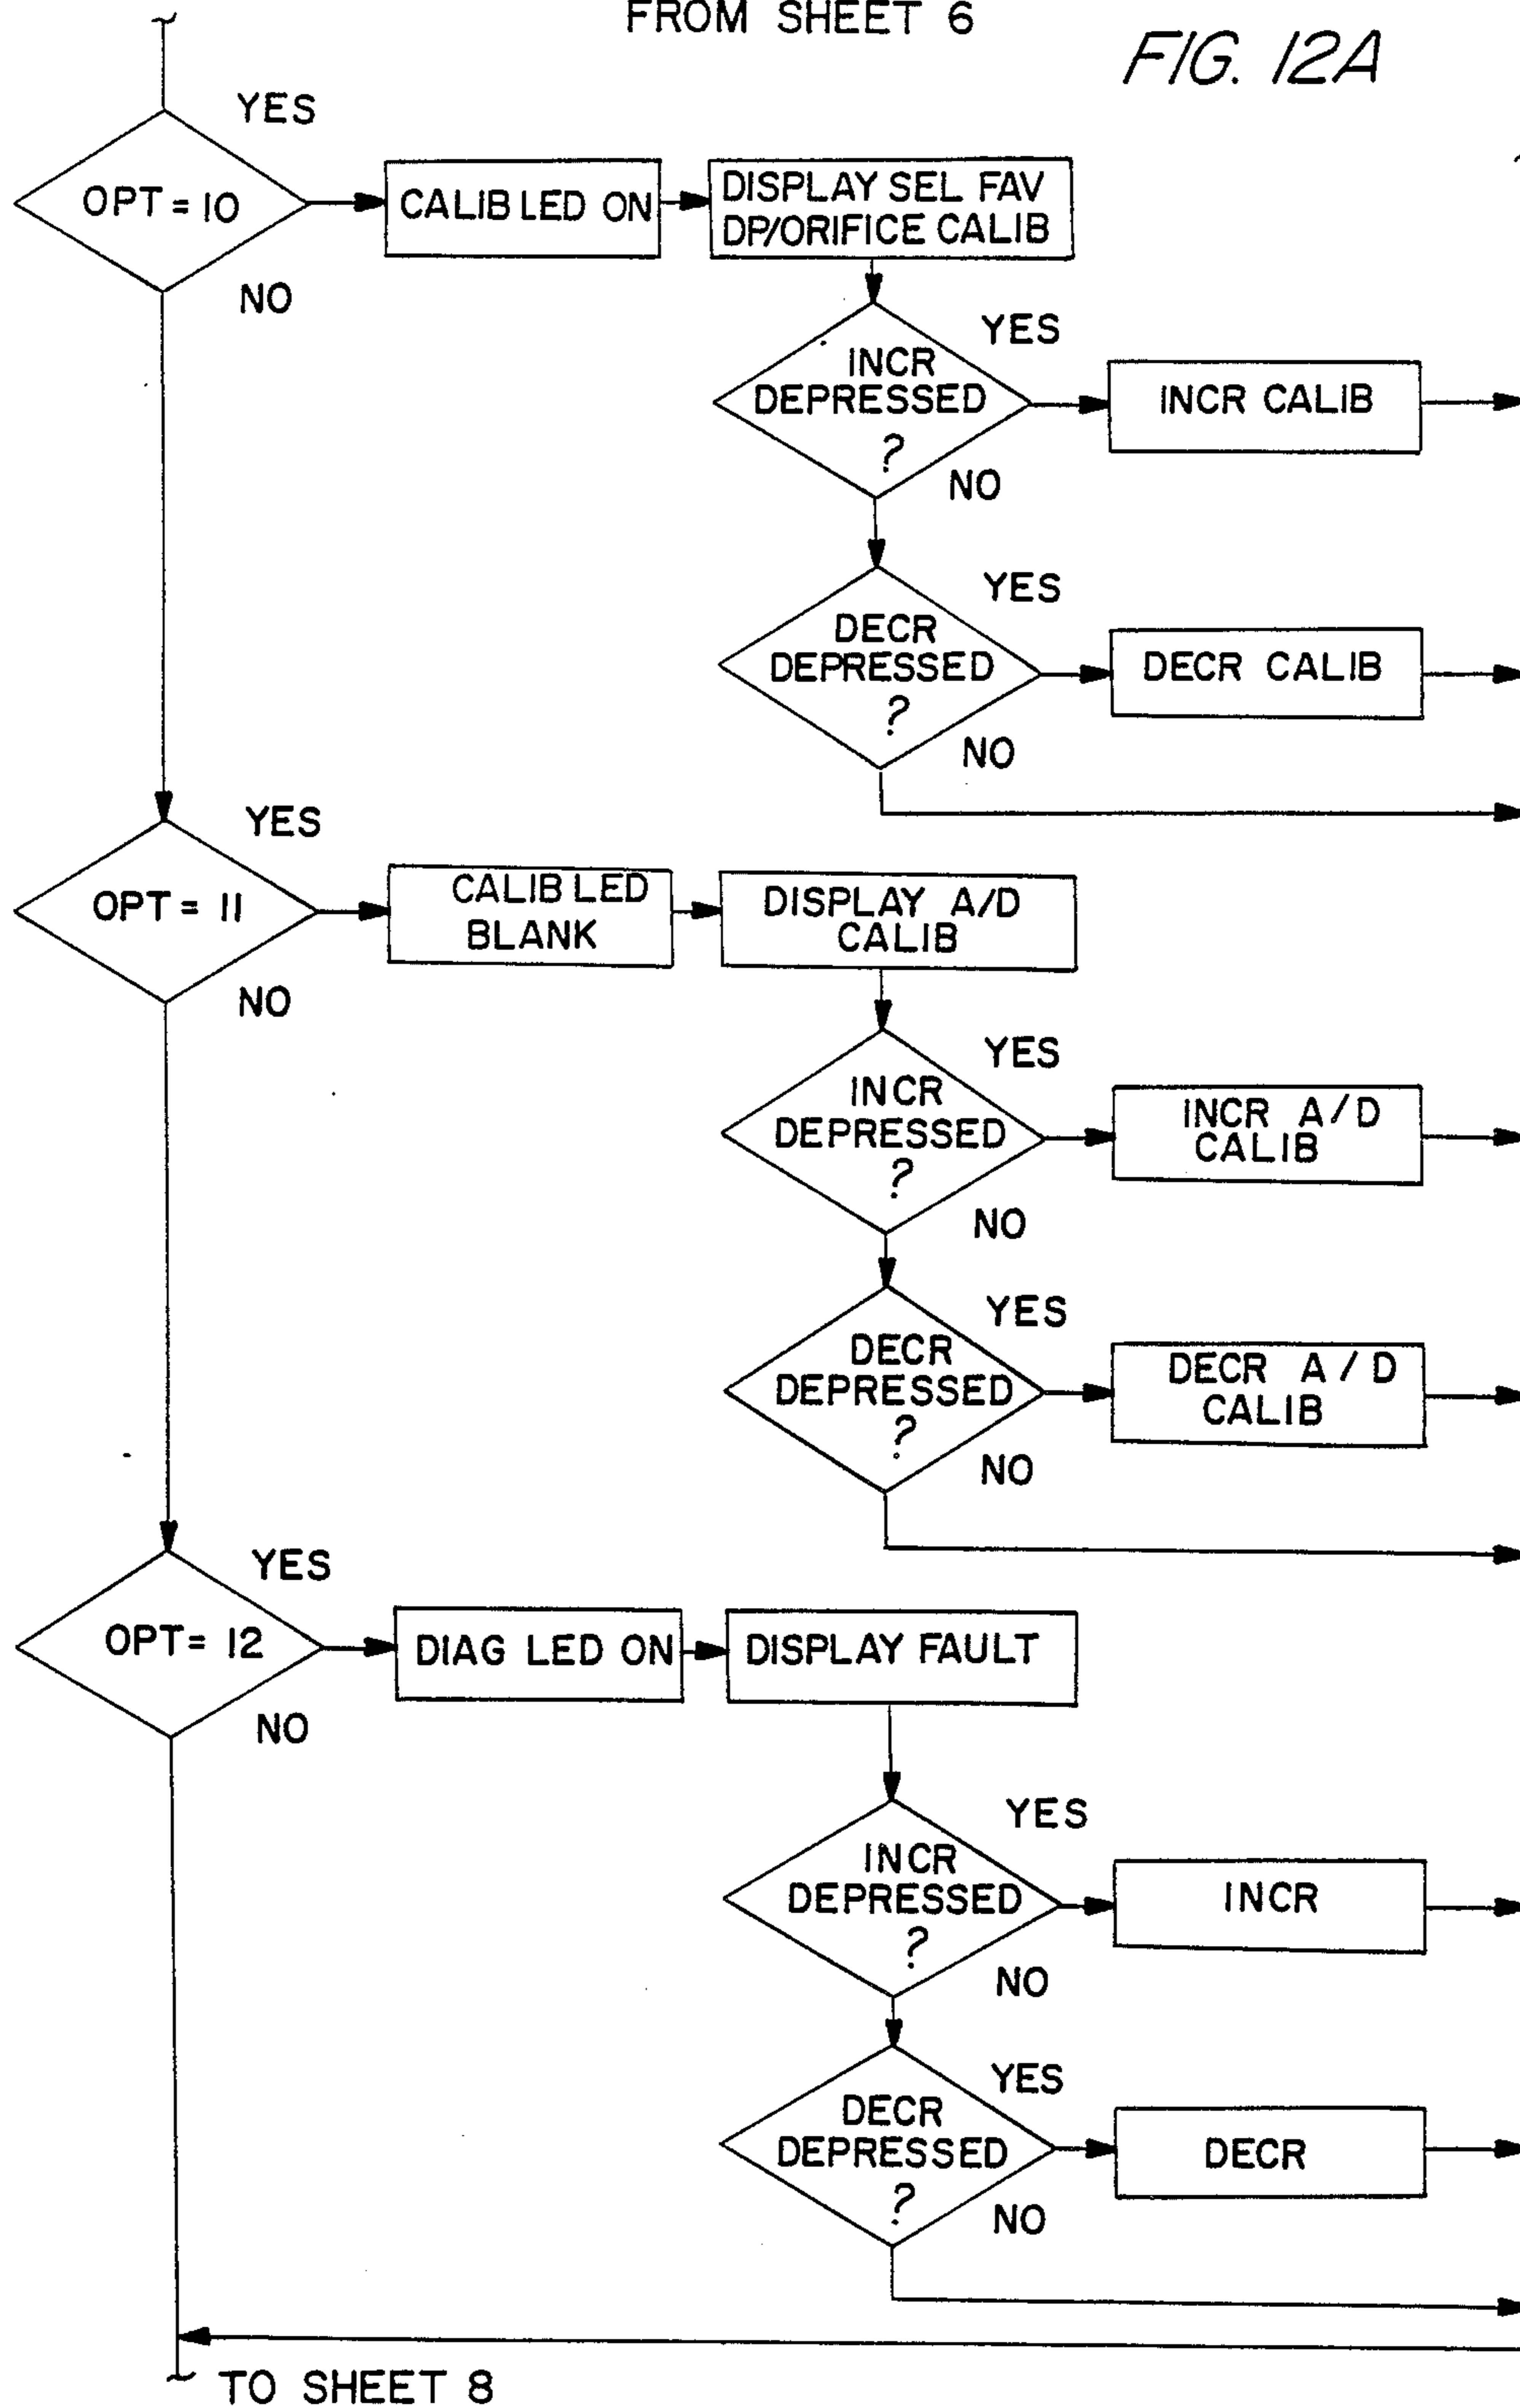 FROM SHEET 6
FIG. 12A
YES
OPT = 10
NO
CALIB LED ON
DISPLAY SEL FAV
DP/ORIFICE CALIB
YES
INCR
DEPRESSED
?
NO
INCR CALIB
YES
DECR
DEPRESSED
?
NO
DECR CALIB
YES
OPT = 11
NO
CALIB LED
BLANK
DISPLAY A/D
CALIB
YES
INCR
DEPRESSED
?
NO
INCR A/D
CALIB
YES
DECR
DEPRESSED
?
NO
DECR A/D
CALIB
YES
OPT = 12
NO
DIAG LED ON
DISPLAY FAULT
YES
INCR
DEPRESSED
?
NO
INCR
YES
DECR
DEPRESSED
?
NO
DECR
TO SHEET 8